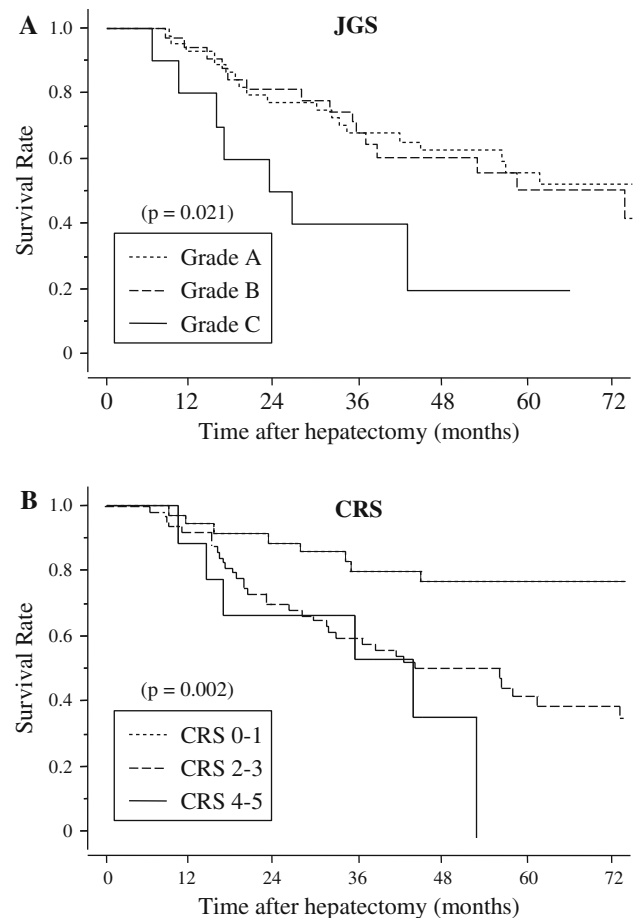 A
JGS
1.0
0.8
0.6
0.4
0.2
0
Survival Rate
(p = 0.021)
Grade A
Grade B
Grade C
0 12 24 36 48 60 72
Time after hepatectomy (months)
B
CRS
1.0
0.8
0.6
0.4
0.2
0
Survival Rate
(p = 0.002)
CRS 0-1
CRS 2-3
CRS 4-5
0 12 24 36 48 60 72
Time after hepatectomy (months)